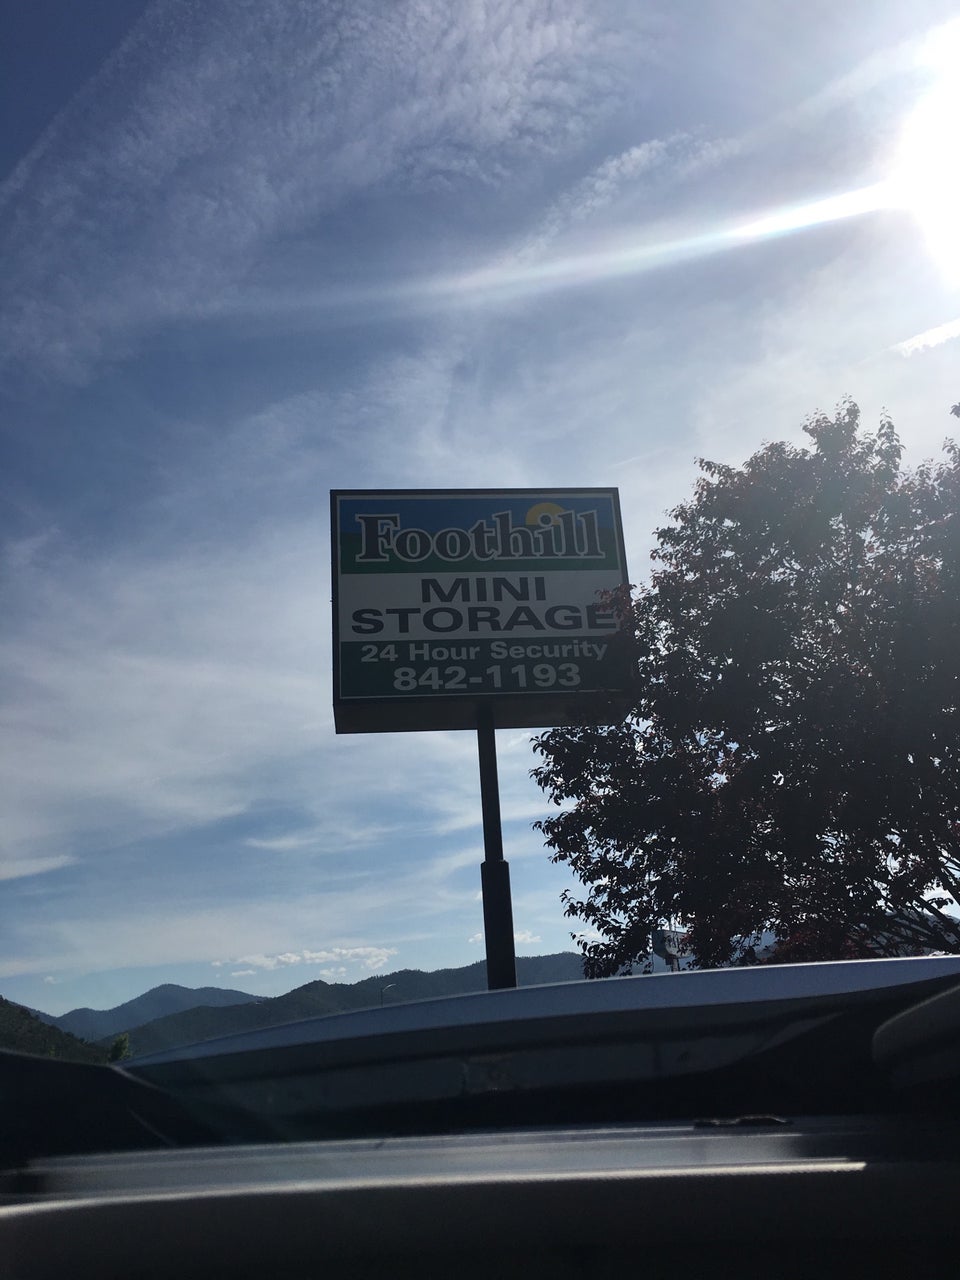 Foothill
MINI
STORAGE
24 Hour Security
842-1193